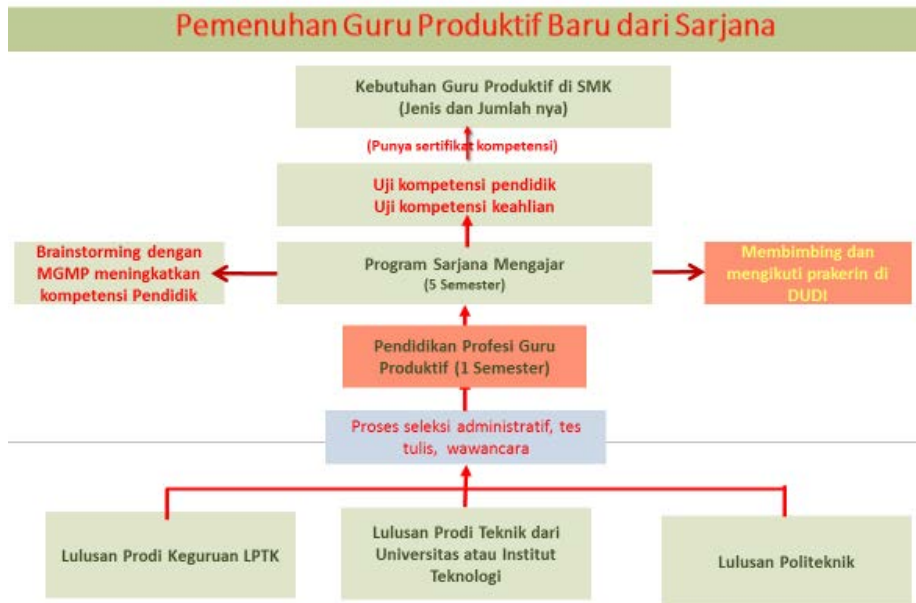 Pemenuhan Guru Produktif Baru dari Sarjana
Kebutuhan Guru Produktif di SMK
(Jenis dan Jumlah nya)
(Punya sertifikat kompetensi)
Uji kompetensi pendidik
Uji kompetensi keahlian
Brainstorming dengan
MGMP meningkatkan
kompetensi Pendidik
Program Sarjana Mengajar
(5 Semester)
Membimbing dan
mengikuti prakerin di
DUDI
Pendidikan Profesi Guru
Produktif (1 Semester)
Proses seleksi administratif, tes
tulis, wawancara
Lulusan Prodi Keguruan LPTK
Lulusan Prodi Teknik dari
Universitas atau Institut
Teknologi
Lulusan Politeknik